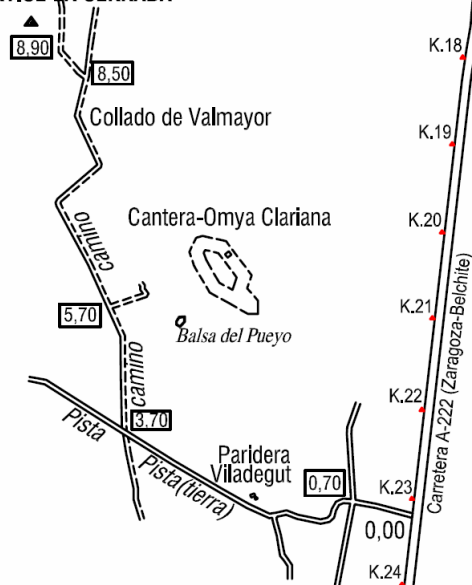 8,90
8,50
K.18
Collado de Valmayor
K.19
Cantera-Omya Clariana
K.20
camino
5,70
K.21
Balsa del Pueyo
Carretera A-222 (Zaragoza-Belchite)
camino
K.22
3.70
Pista
Pista(tierra)
Paridera
Viladegut
0,70
K.23
0,00
K.24